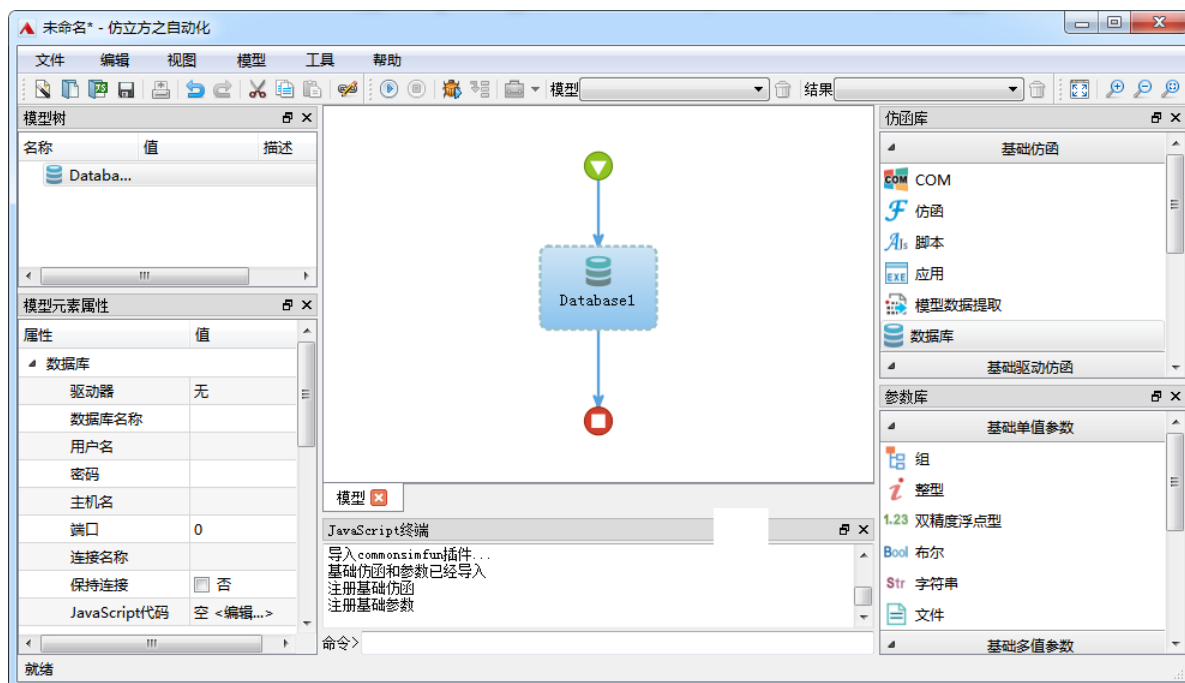 未命名* - 仿立方之自动化
文件 编辑 视图 模型 工具 帮助
模型 结果
模型树
名称 值 描述
Databa...
模型元素属性
属性 值
数据库
驱动器 无
数据库名称
用户名
密码
主机名
端口 0
连接名称
保持连接 否
JavaScript代码 空 <编辑...>
Database1
模型
JavaScript终端
导入commonsimfun插件...
基础仿函和参数已经导入
注册基础仿函
注册基础参数
命令>
仿函库
基础仿函
COM COM
仿函
AJs 脚本
EXE 应用
模型数据提取
数据库
基础驱动仿函
参数库
基础单值参数
组
i 整型
1.23 双精度浮点型
Bool 布尔
Str 字符串
文件
基础多值参数
就绪